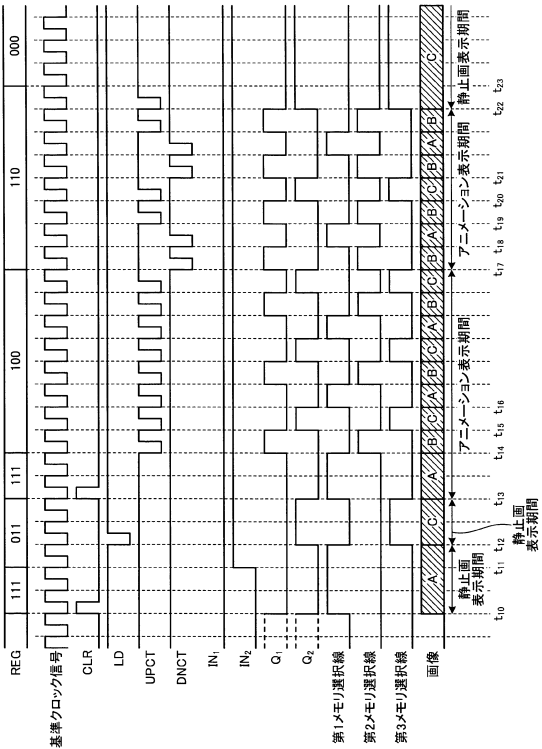 REG 111 011 111 100 110 000
基準クロック信号
CLR
LD
UPCT
DNCT
IN₁
IN₂
Q₁
Q₂
第1メモリ選択線
第2メモリ選択線
第3メモリ選択線
画像 A C A B C A B C A B C B A B C B A B C
静止画表示期間
静止画表示期間
アニメーション表示期間
アニメーション表示期間
静止画表示期間
t₁₀ t₁₁ t₁₂ t₁₃ t₁₄ t₁₅ t₁₆ t₁₇ t₁₈ t₁₉ t₂₀ t₂₁ t₂₂ t₂₃